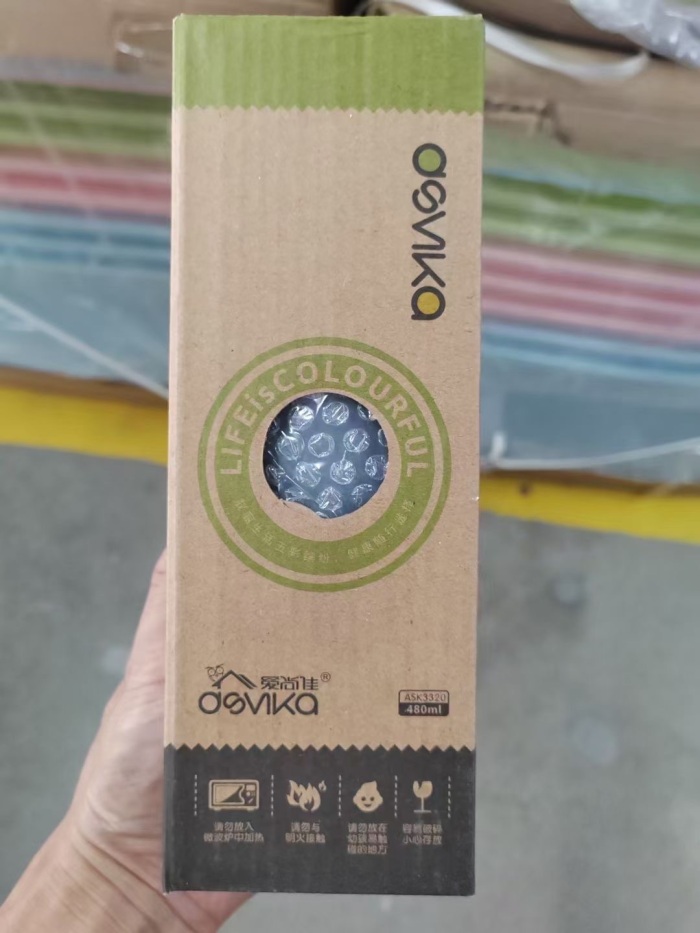 asvika
LIFEisCOLOURFUL
爱尚佳®
asvika
ASK3320
480ml
请勿放入
微波炉中加热
请勿与
明火接触
请勿放在
幼孩易触
碰的地方
容易破碎
小心存放